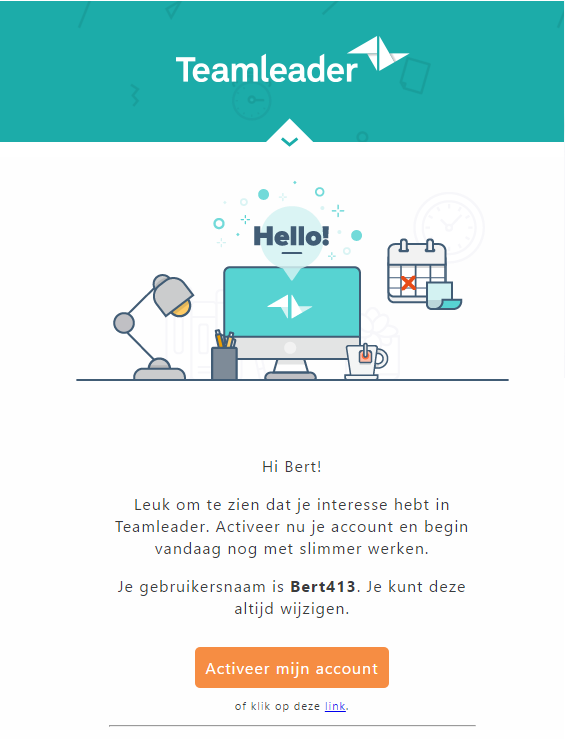 Teamleader
Hello!
Hi Bert!
Leuk om te zien dat je interesse hebt in
Teamleader. Activeer nu je account en begin
vandaag nog met slimmer werken.
Je gebruikersnaam is Bert413. Je kunt deze
altijd wijzigen.
Activeer mijn account
of klik op deze link.